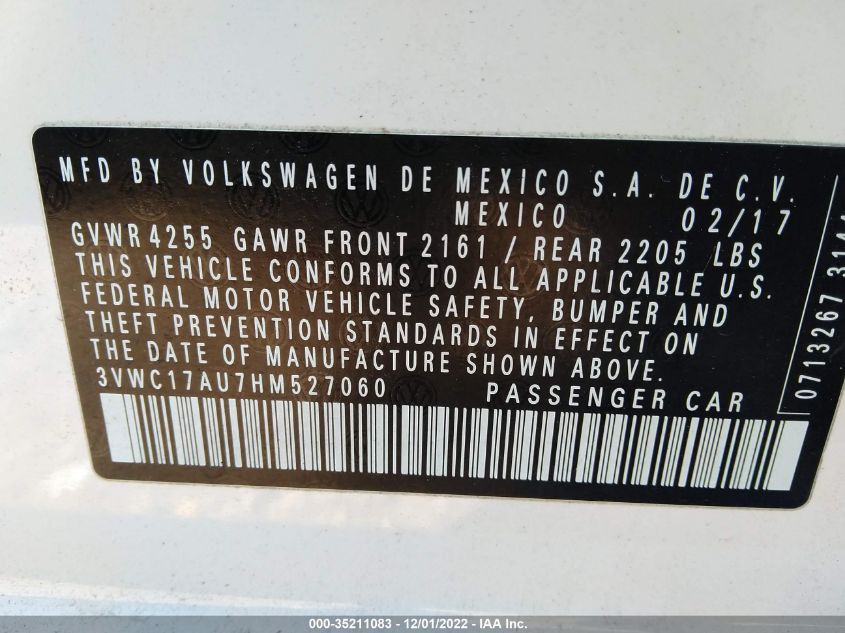 MFD BY VOLKSWAGEN DE MEXICO S.A. DE C.V.
MEXICO 02/17
GVWR 4255 GAWR FRONT 2161 / REAR 2205 LBS
THIS VEHICLE CONFORMS TO ALL APPLICABLE U.S.
FEDERAL MOTOR VEHICLE SAFETY, BUMPER AND
THEFT PREVENTION STANDARDS IN EFFECT ON
THE DATE OF MANUFACTURE SHOWN ABOVE.
3VWC17AU7HM527060 PASSENGER CAR
0713267
000-35211083 - 12/01/2022 - IAA Inc.